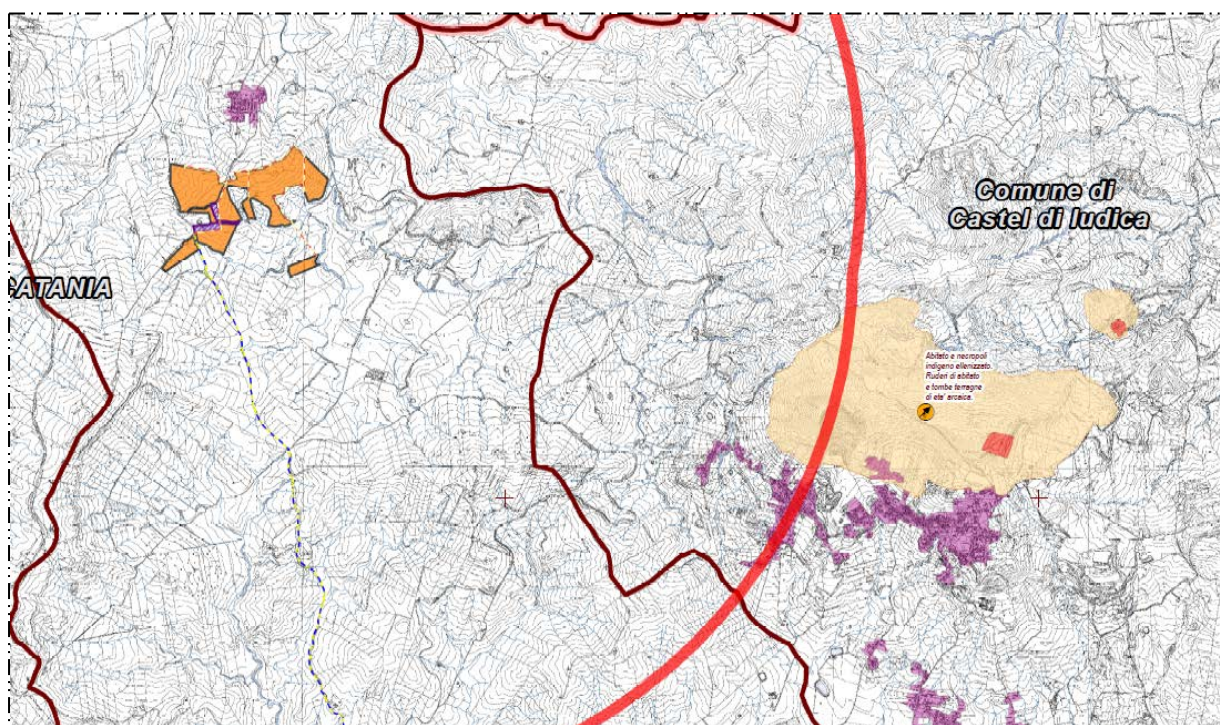 Comune di
Castel di Iudica
CATANIA
Abitato e necropoli
indigeno ellenizzato.
Ruderi di abitato
e tombe terragne
di eta' arcaica.